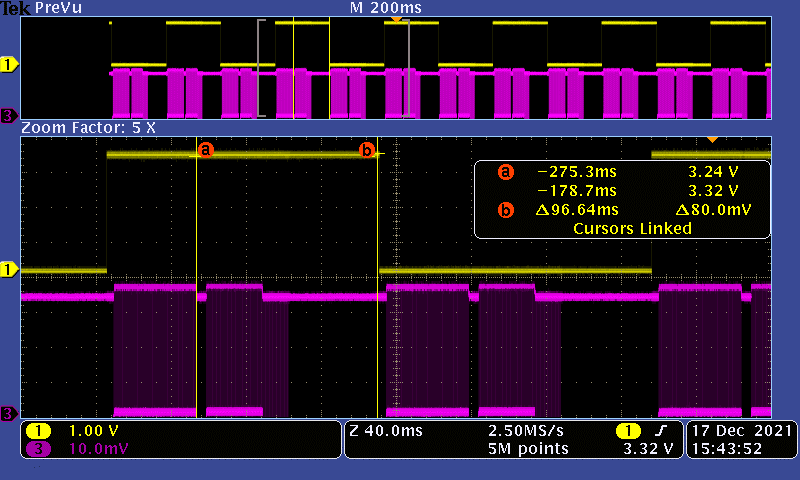 Tek PreVu M 200ms
1
3
Zoom Factor: 5 X
a b
a −275.3ms 3.24 V
−178.7ms 3.32 V
b Δ96.64ms Δ80.0mV
Cursors Linked
1
3
1 1.00 V Z 40.0ms 2.50MS/s 1 17 Dec 2021
3 10.0mV 5M points 3.32 V 15:43:52